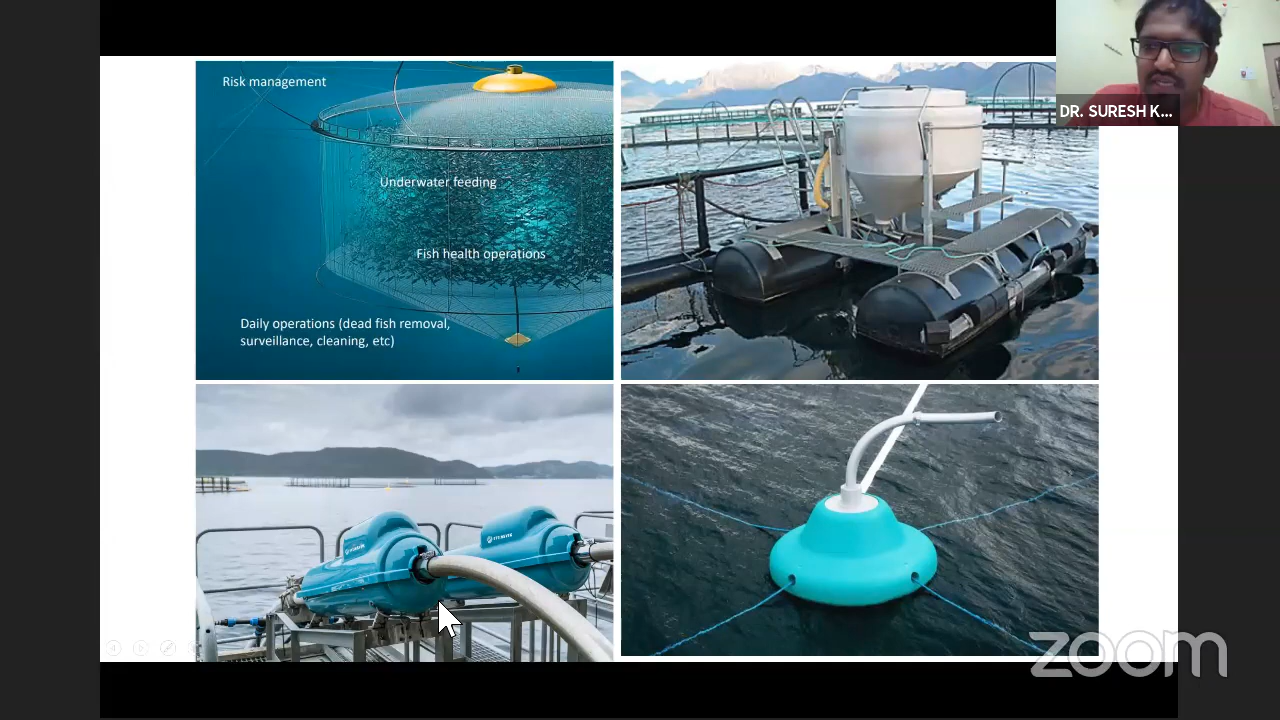 Risk management
DR. SURESH K...
Underwater feeding
Fish health operations
Daily operations (dead fish removal,
surveillance, cleaning, etc)
zoom